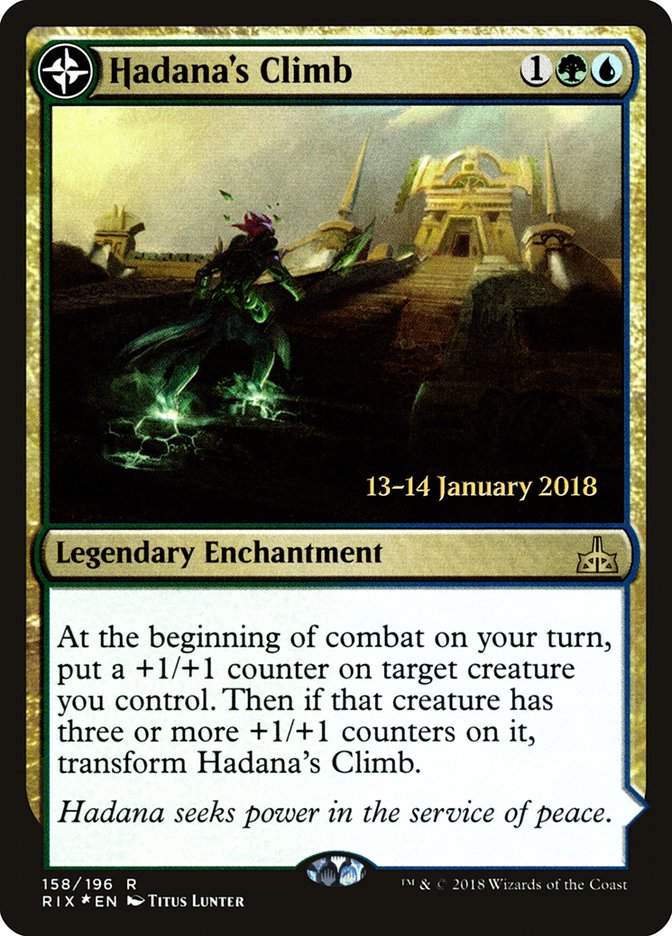 Hadana's Climb 1
13–14 January 2018
Legendary Enchantment
At the beginning of combat on your turn,
put a +1/+1 counter on target creature
you control. Then if that creature has
three or more +1/+1 counters on it,
transform Hadana's Climb.
Hadana seeks power in the service of peace.
158/196 R
RIX★EN Titus Lunter
™ & © 2018 Wizards of the Coast